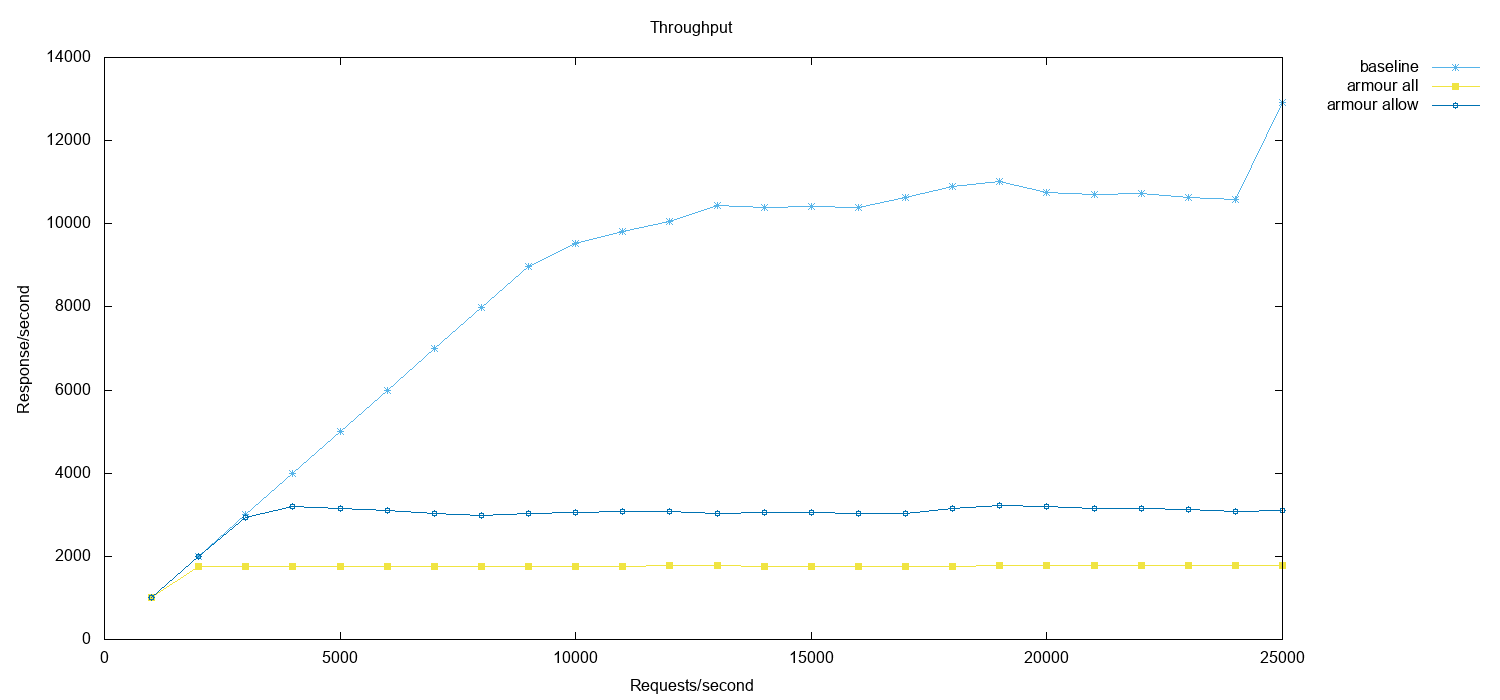 Throughput
14000
12000
10000
8000
6000
4000
2000
0
Response/second
0 5000 10000 15000 20000 25000
Requests/second
baseline
armour all
armour allow